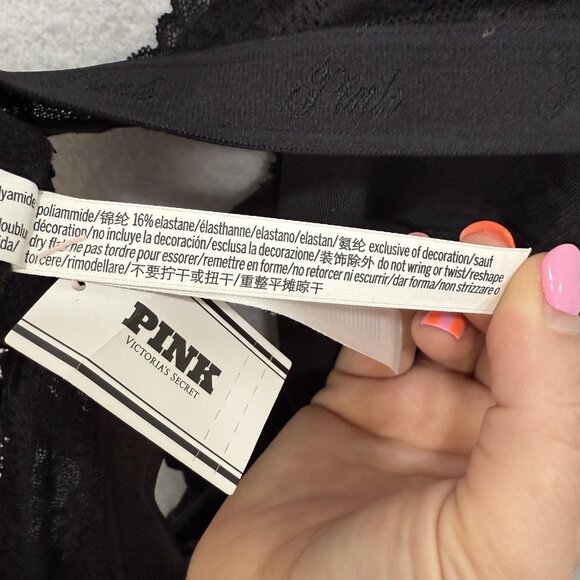 Pink
lyamide
poliammide/锦纶 16% elastane/élasthanne/elastano/elastan/氨纶 exclusive of decoration/sauf
décoration/no incluye la decoración/esclusa la decorazione/装饰除外 do not wring or twist/reshape
dry flat/ne pas tordre pour essorer/remettre en forme/no retorcer ni escurrir/dar forma/non strizzare o
torcere/rimodellare/不要拧干或扭干/重整平摊晾干
PINK
VICTORIA'S SECRET